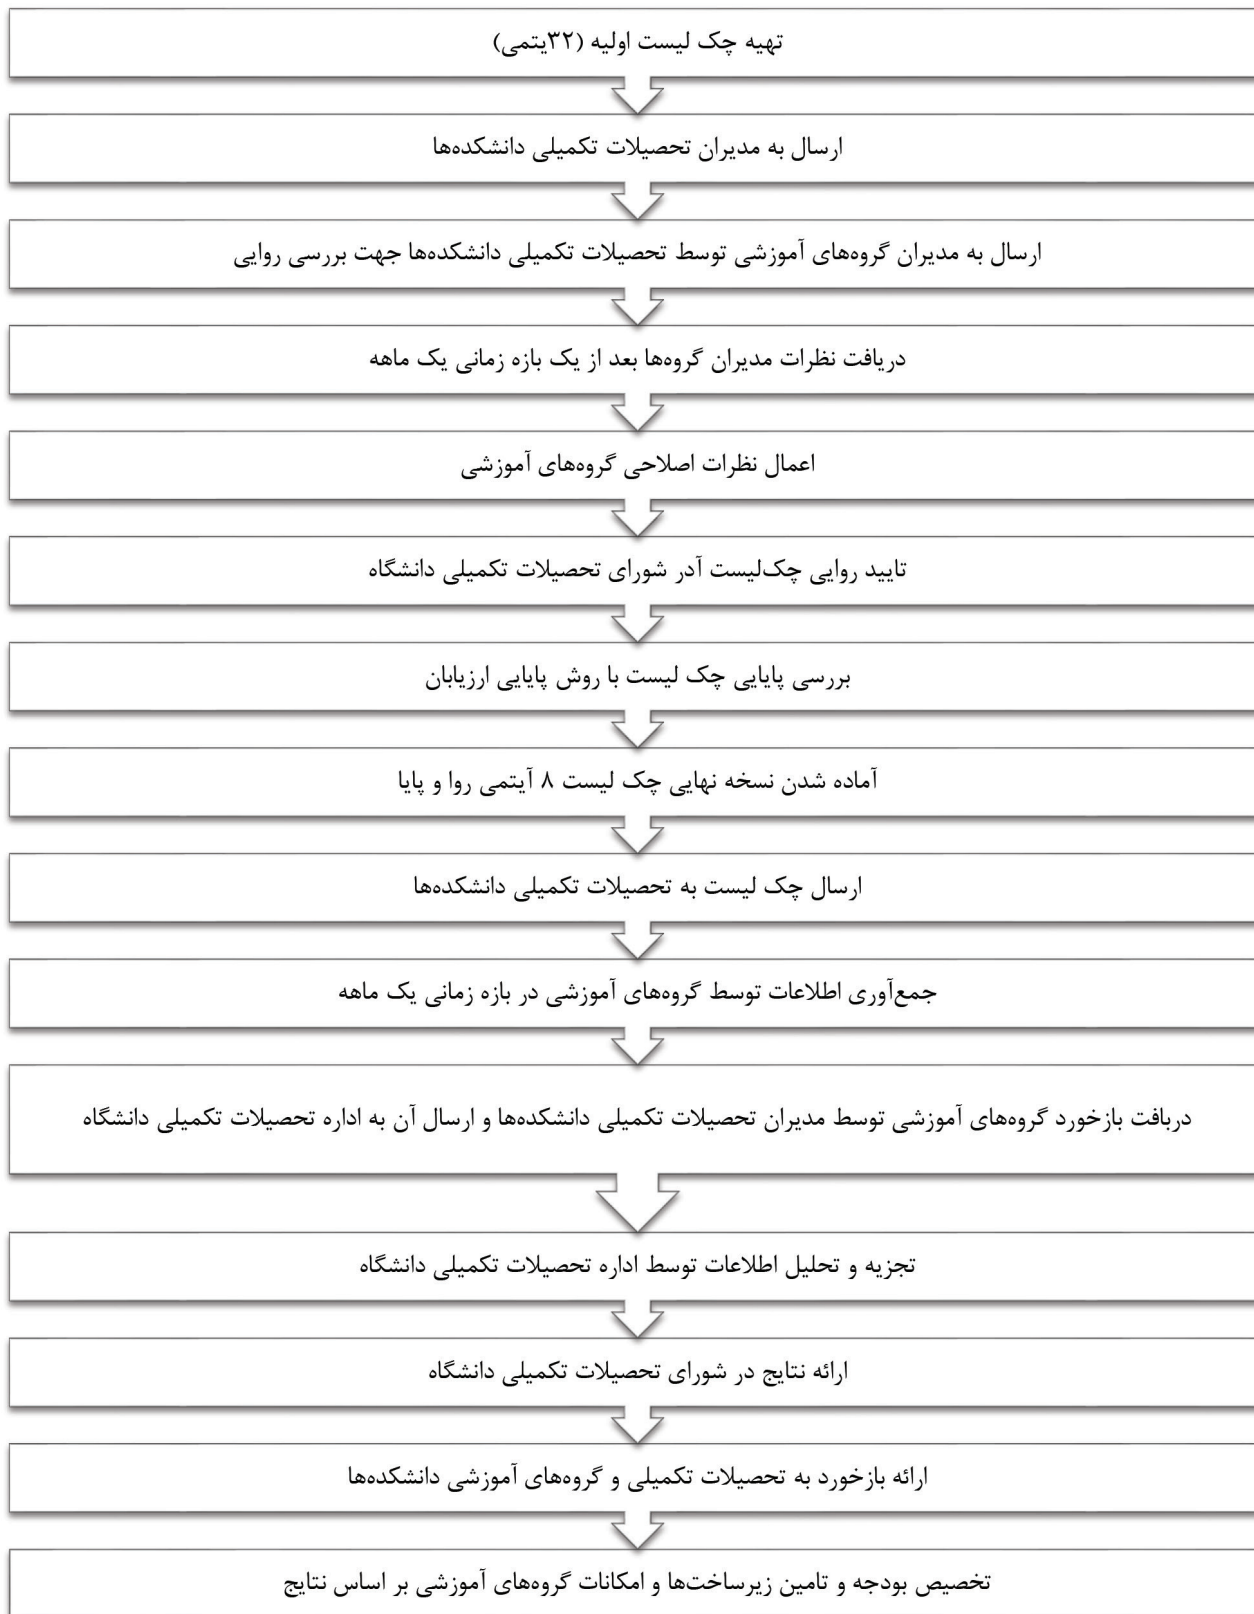 تهیه چک لیست اولیه (۳۲یتمی)
ارسال به مدیران تحصیلات تکمیلی دانشکده‌ها
ارسال به مدیران گروه‌های آموزشی توسط تحصیلات تکمیلی دانشکده‌ها جهت بررسی روایی
دریافت نظرات مدیران گروه‌ها بعد از یک بازه زمانی یک ماهه
اعمال نظرات اصلاحی گروه‌های آموزشی
تایید روایی چک‌لیست آدر شورای تحصیلات تکمیلی دانشگاه
بررسی پایایی چک لیست با روش پایایی ارزیابان
آماده شدن نسخه نهایی چک لیست ۸ آیتمی روا و پایا
ارسال چک لیست به تحصیلات تکمیلی دانشکده‌ها
جمع‌آوری اطلاعات توسط گروه‌های آموزشی در بازه زمانی یک ماهه
دربافت بازخورد گروه‌های آموزشی توسط مدیران تحصیلات تکمیلی دانشکده‌ها و ارسال آن به اداره تحصیلات تکمیلی دانشگاه
تجزیه و تحلیل اطلاعات توسط اداره تحصیلات تکمیلی دانشگاه
ارائه نتایج در شورای تحصیلات تکمیلی دانشگاه
ارائه بازخورد به تحصیلات تکمیلی و گروه‌های آموزشی دانشکده‌ها
تخصیص بودجه و تامین زیرساخت‌ها و امکانات گروه‌های آموزشی بر اساس نتایج